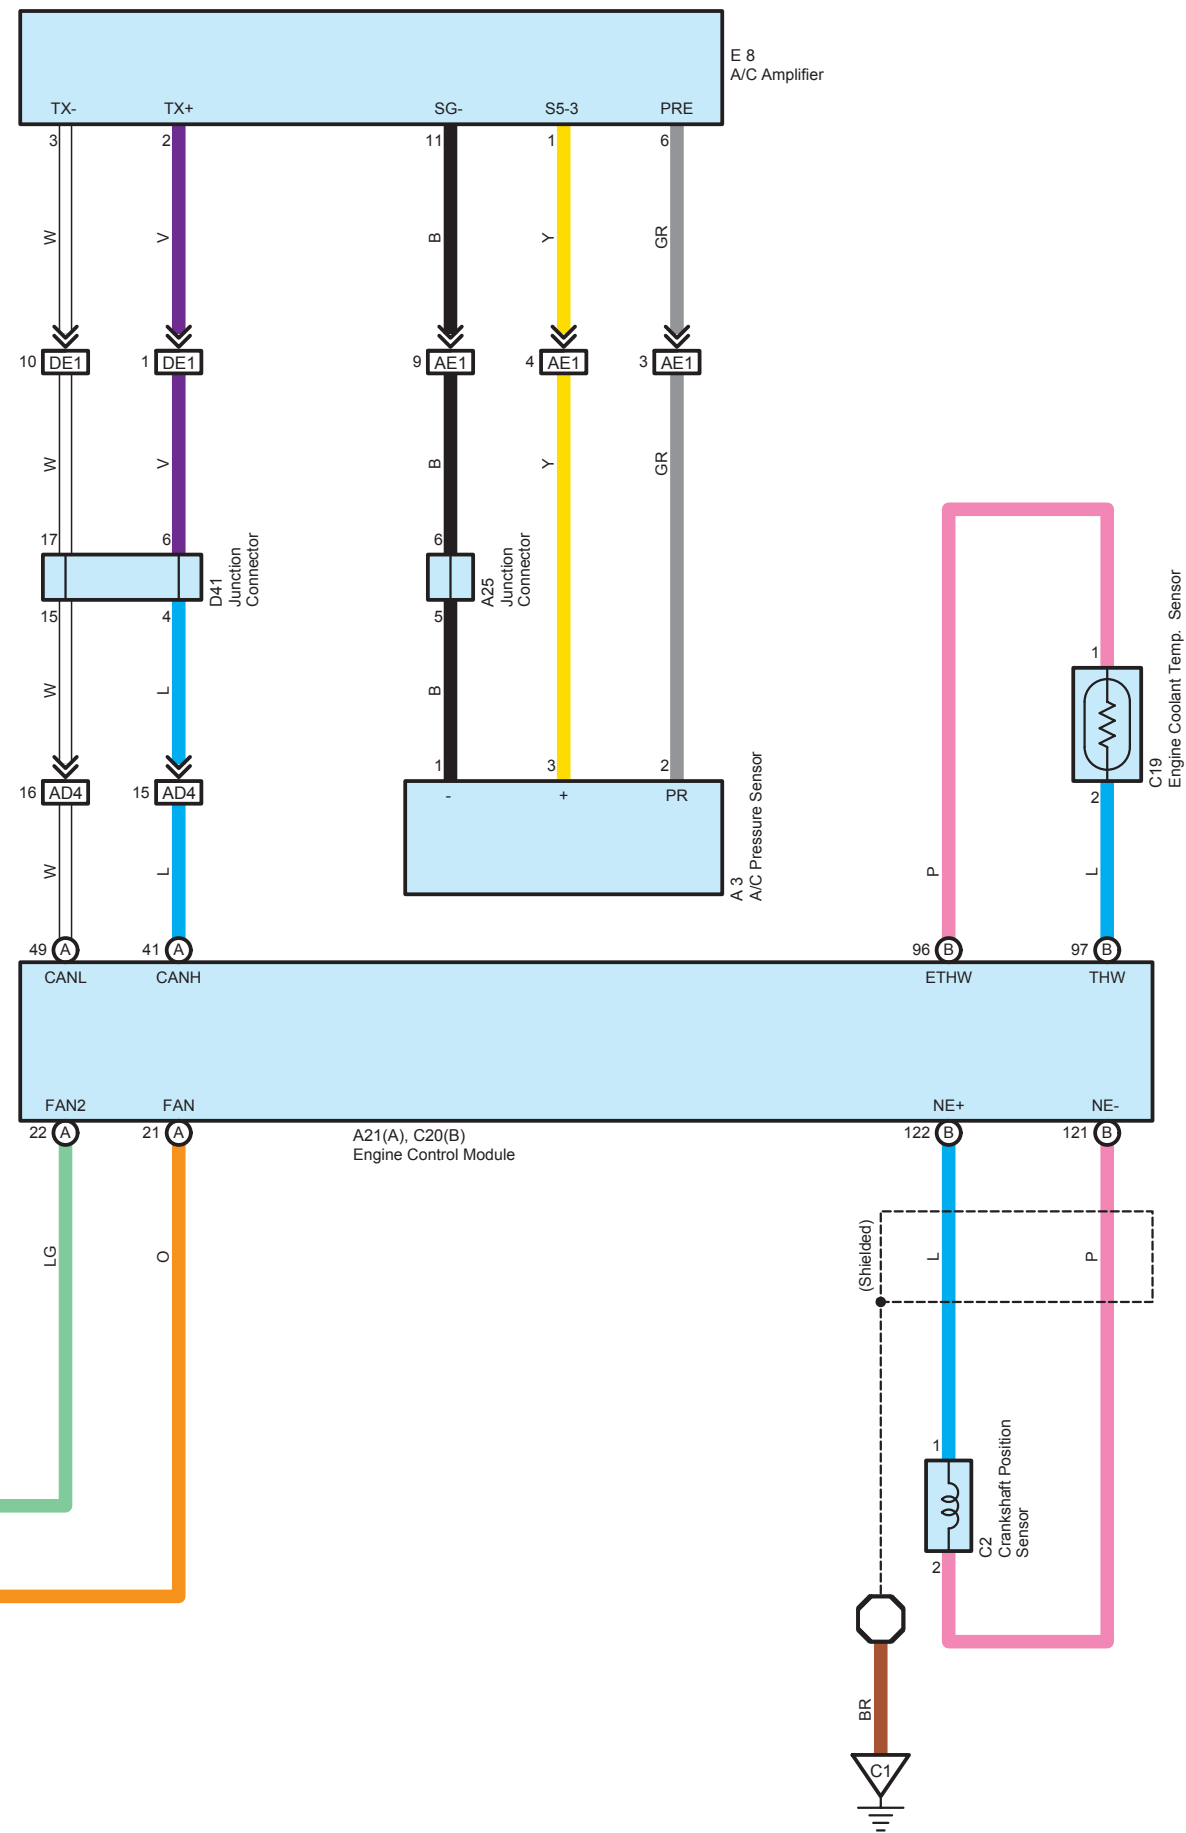 E 8
A/C Amplifier
TX- TX+ SG- S5-3 PRE
3 2 11 1 6
W V B Y GR
10 DE1 1 DE1 9 AE1 4 AE1 3 AE1
W V B Y GR
17 6 6
D41
Junction
Connector
A25
Junction
Connector
15 4 5
W L B
1
C19
Engine Coolant Temp. Sensor
2
1 3 2
- + PR
A 3
A/C Pressure Sensor
16 AD4 15 AD4
W L P L
49 A 41 A 96 B 97 B
CANL CANH ETHW THW
FAN2 FAN NE+ NE-
22 A 21 A 122 B 121 B
A21(A), C20(B)
Engine Control Module
LG O (Shielded) L P
1
C2
Crankshaft Position
Sensor
2
BR
C1